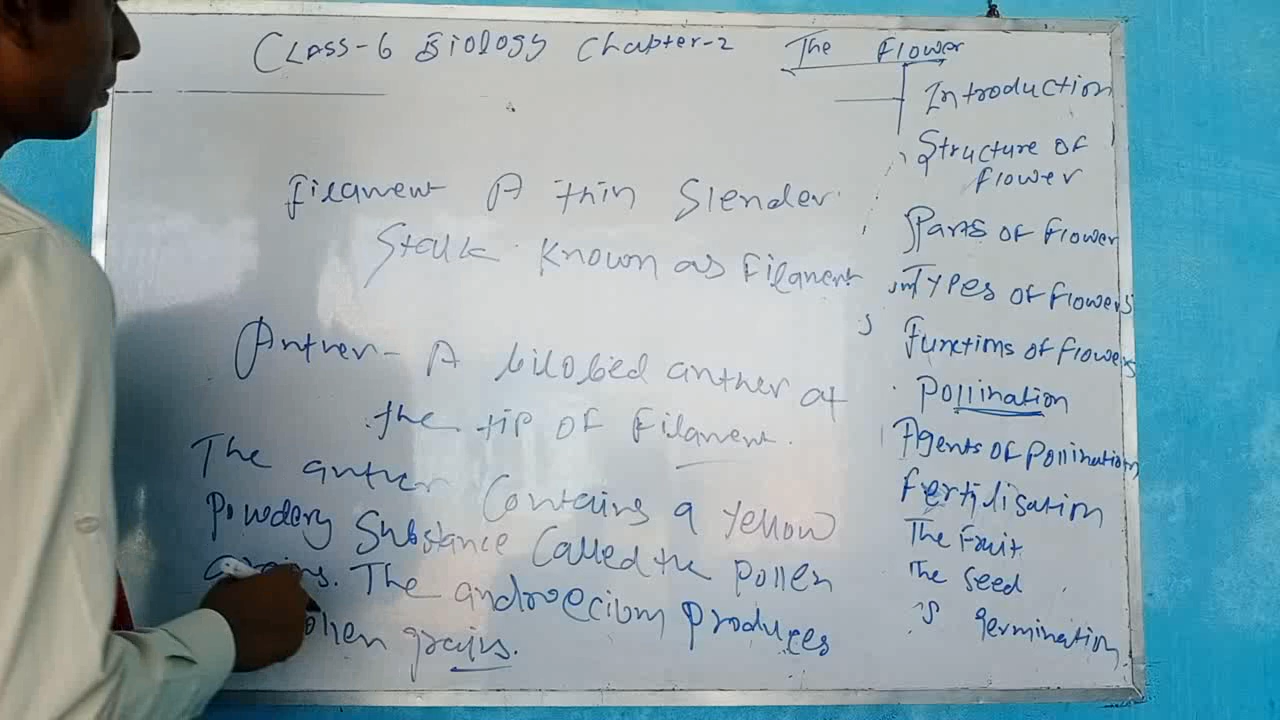 Class-6 Biology Chapter-2 The Flower
Filament A thin Slender
Stalk Known as Filament
Anther- A bilobed anther at
the tip of Filament.
The anther Contains a yellow
Powdery Substance Called the pollen
The androecium produces
grains.
Introduction
Structure of
flower
Parts of flower
Types of flowers
Functions of flowers
Pollination
Agents of pollination
Fertilisation
The Fruit
The seed
germination